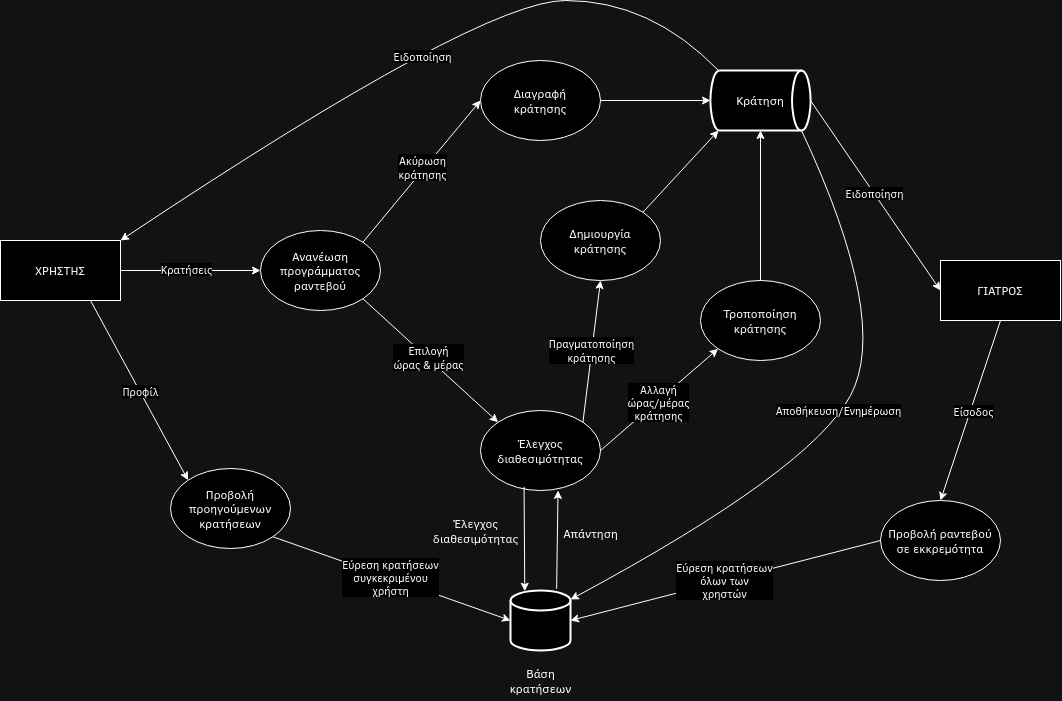 Ειδοποίηση
Διαγραφή
κράτησης
Κράτηση
Ακύρωση
κράτησης
Ειδοποίηση
Δημιουργία
κράτησης
ΧΡΗΣΤΗΣ
Κρατήσεις
Ανανέωση
προγράμματος
ραντεβού
ΓΙΑΤΡΟΣ
Τροποποίηση
κράτησης
Επιλογή
ώρας & μέρας
Πραγματοποίηση
κράτησης
Προφίλ
Αλλαγή
ώρας/μέρας
κράτησης
Αποθήκευση/Ενημέρωση
Είσοδος
Έλεγχος
διαθεσιμότητας
Προβολή
προηγούμενων
κρατήσεων
Έλεγχος
διαθεσιμότητας
Απάντηση
Προβολή ραντεβού
σε εκκρεμότητα
Εύρεση κρατήσεων
συγκεκριμένου
χρήστη
Εύρεση κρατήσεων
όλων των
χρηστών
Βάση
κρατήσεων